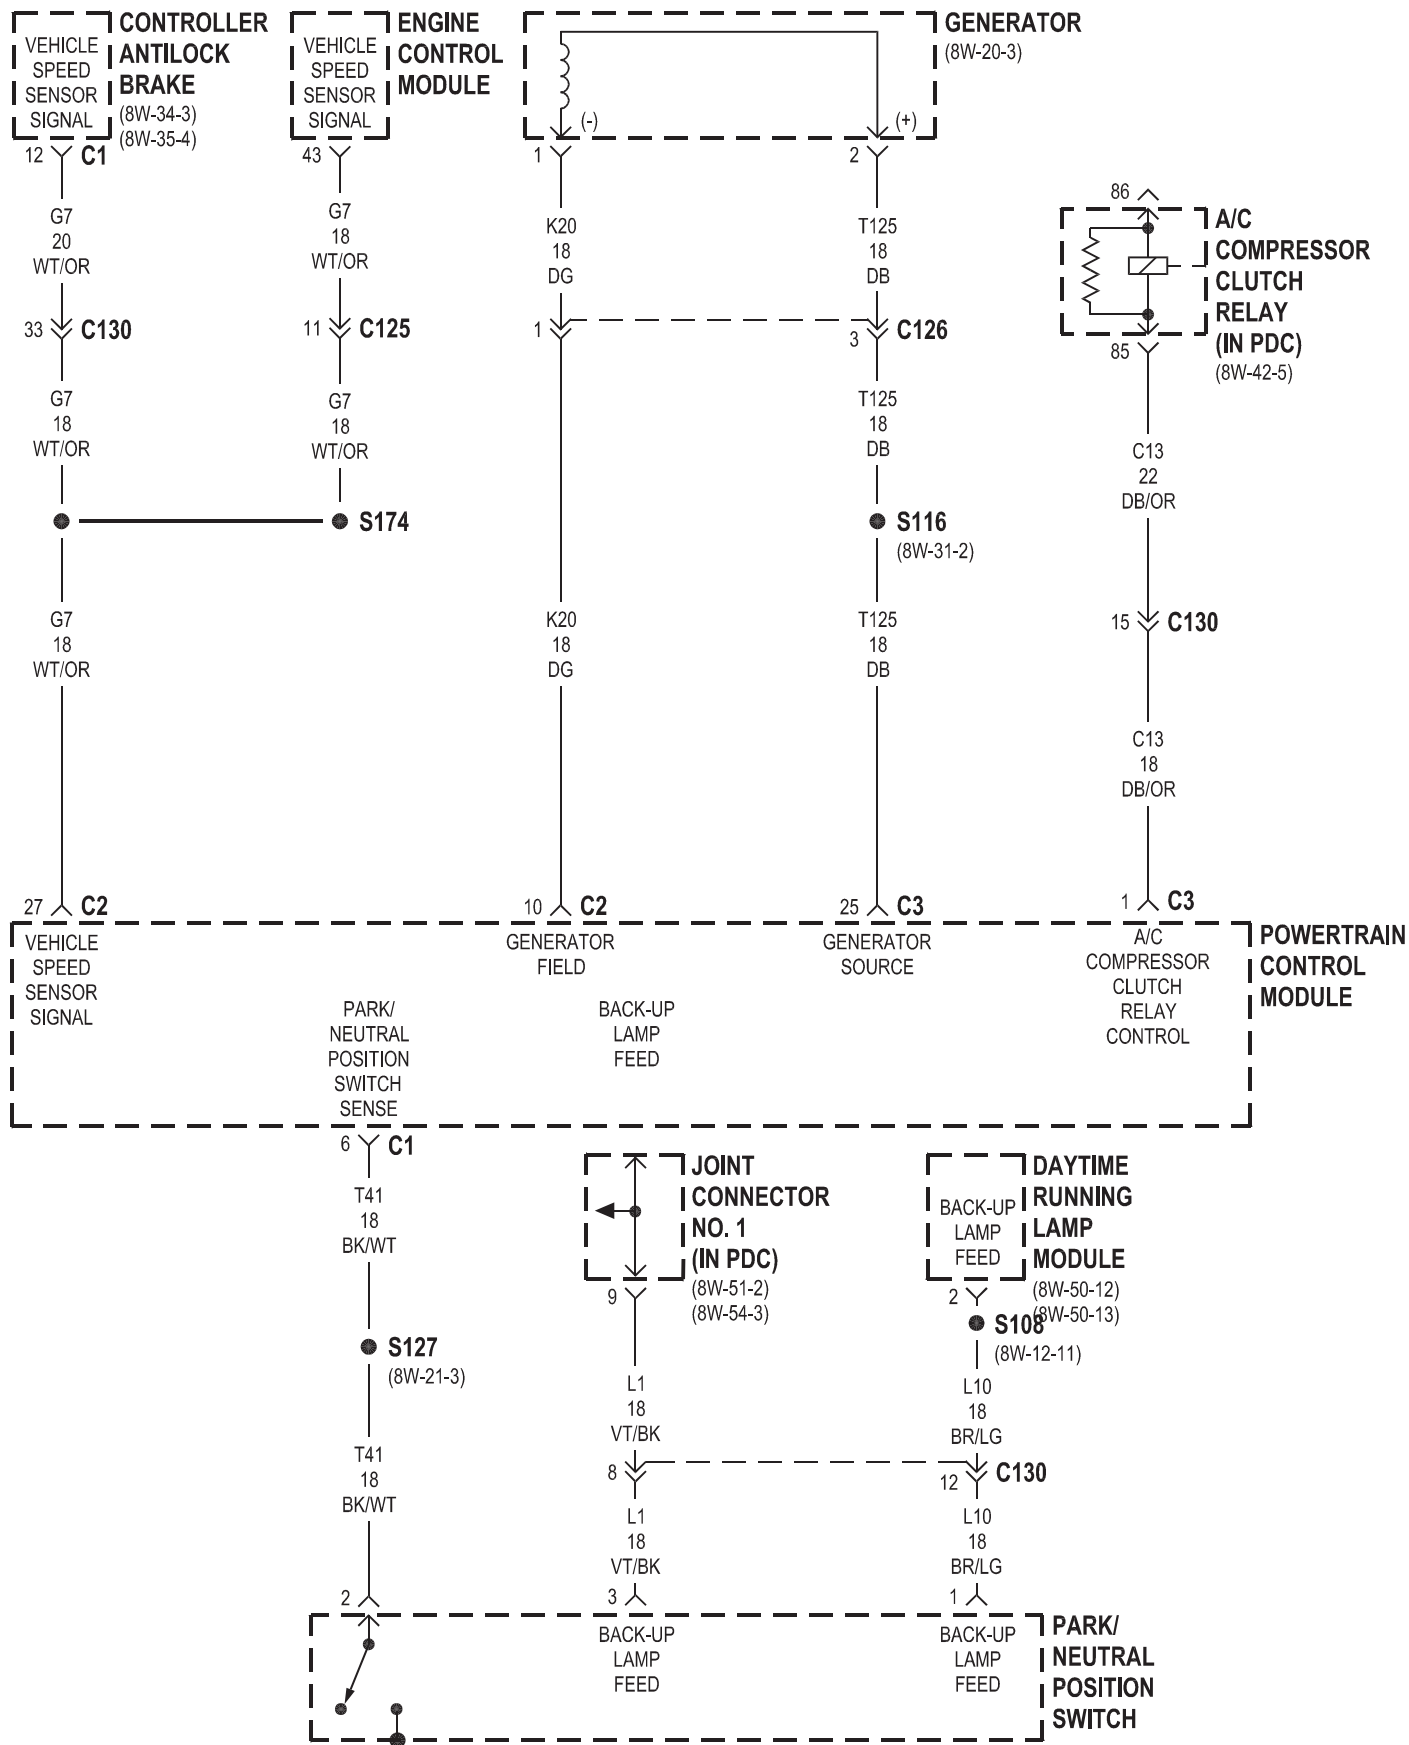 CONTROLLER
ANTILOCK
BRAKE
(8W-34-3)
(8W-35-4)
VEHICLE
SPEED
SENSOR
SIGNAL
12
C1
ENGINE
CONTROL
MODULE
VEHICLE
SPEED
SENSOR
SIGNAL
43
GENERATOR
(8W-20-3)
(-)
(+)
1
2
G7
20
WT/OR
G7
18
WT/OR
K20
18
DG
T125
18
DB
86
A/C
COMPRESSOR
CLUTCH
RELAY
(IN PDC)
(8W-42-5)
85
33
C130
11
C125
1
3
C126
G7
18
WT/OR
G7
18
WT/OR
T125
18
DB
C13
22
DB/OR
S174
S116
(8W-31-2)
G7
18
WT/OR
K20
18
DG
T125
18
DB
15
C130
C13
18
DB/OR
27
C2
10
C2
25
C3
1
C3
POWERTRAIN
CONTROL
MODULE
VEHICLE
SPEED
SENSOR
SIGNAL
GENERATOR
FIELD
GENERATOR
SOURCE
A/C
COMPRESSOR
CLUTCH
RELAY
CONTROL
PARK/
NEUTRAL
POSITION
SWITCH
SENSE
BACK-UP
LAMP
FEED
6
C1
T41
18
BK/WT
JOINT
CONNECTOR
NO. 1
(IN PDC)
(8W-51-2)
(8W-54-3)
9
DAYTIME
RUNNING
LAMP
MODULE
(8W-50-12)
(8W-50-13)
BACK-UP
LAMP
FEED
2
S108
(8W-12-11)
S127
(8W-21-3)
L1
18
VT/BK
L10
18
BR/LG
T41
18
BK/WT
8
12
C130
L1
18
VT/BK
L10
18
BR/LG
2
3
1
BACK-UP
LAMP
FEED
BACK-UP
LAMP
FEED
PARK/
NEUTRAL
POSITION
SWITCH